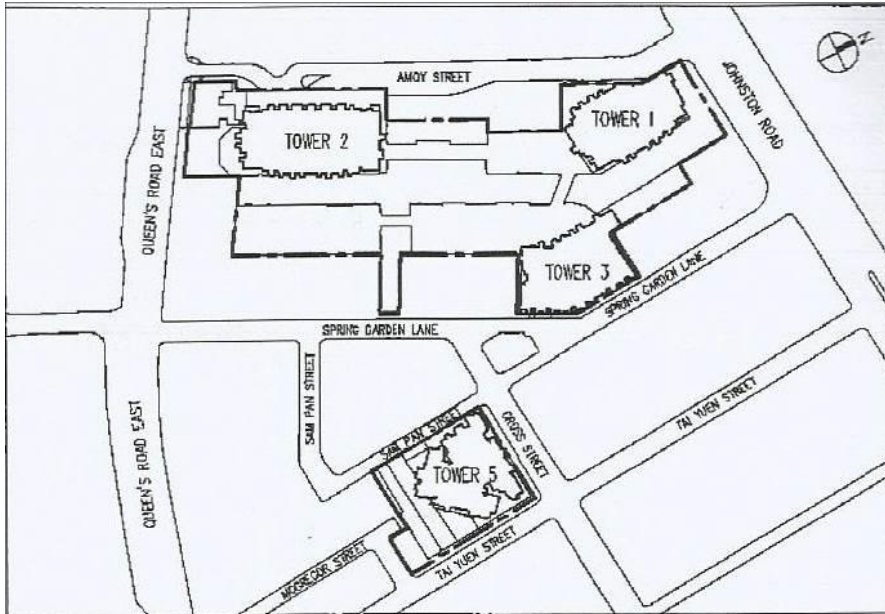 AMOY STREET
N
JOHNSTON ROAD
TOWER 1
TOWER 2
QUEEN'S ROAD EAST
TOWER 3
SPRING GARDEN LANE
SPRING GARDEN LANE
SAM PAN STREET
SAM PAN STREET
CROSS STREET
TAI YUEN STREET
QUEEN'S ROAD EAST
TOWER 5
MCGREGOR STREET
TAI YUEN STREET